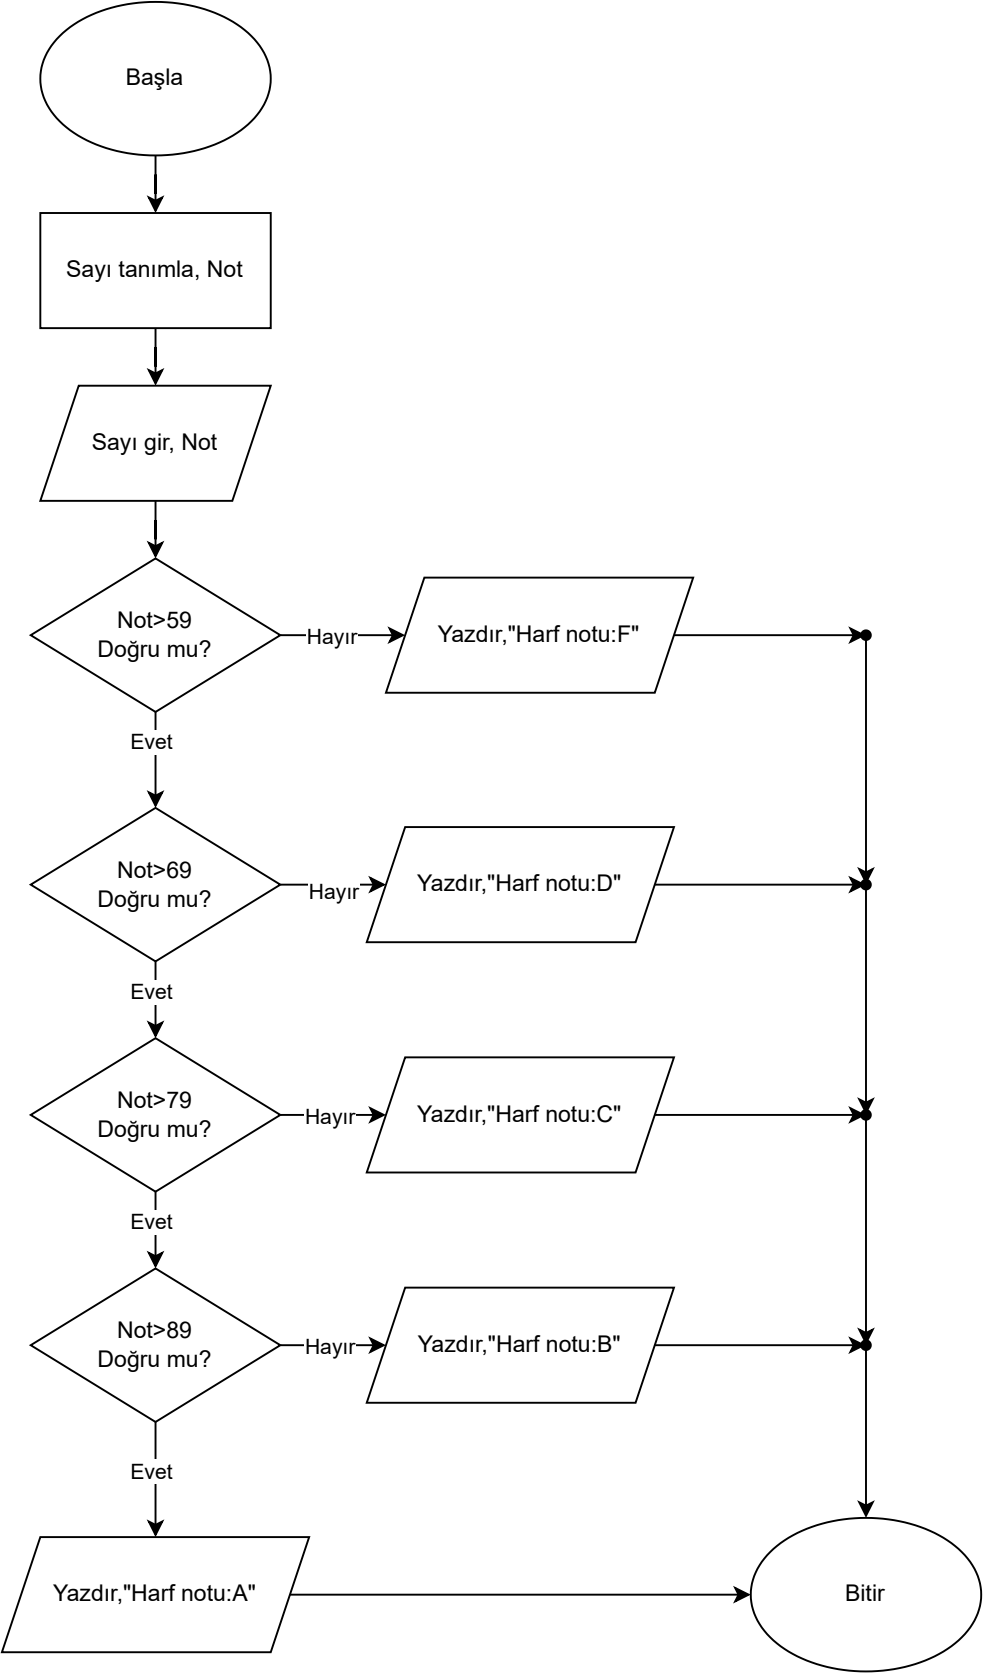 Başla
Sayı tanımla, Not
Sayı gir, Not
Not>59
Doğru mu?
Hayır
Yazdır,"Harf notu:F"
Evet
Not>69
Doğru mu?
Hayır
Yazdır,"Harf notu:D"
Evet
Not>79
Doğru mu?
Hayır
Yazdır,"Harf notu:C"
Evet
Not>89
Doğru mu?
Hayır
Yazdır,"Harf notu:B"
Evet
Yazdır,"Harf notu:A"
Bitir